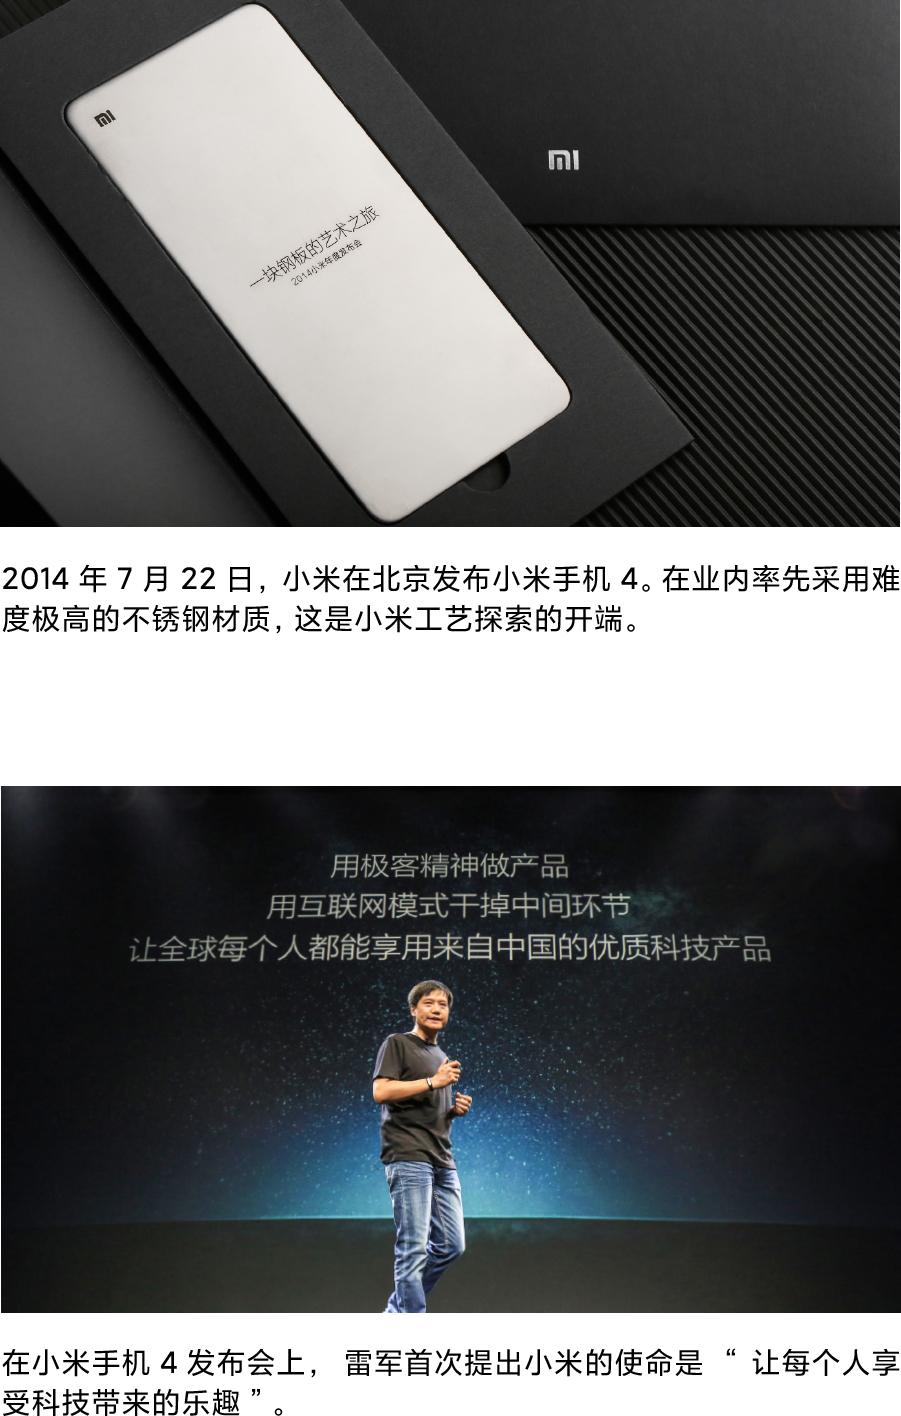 mi
mi
一块钢板的艺术之旅
2014小米年度发布会
2014 年 7 月 22 日，小米在北京发布小米手机 4。在业内率先采用难
度极高的不锈钢材质，这是小米工艺探索的开端。
用极客精神做产品
用互联网模式干掉中间环节
让全球每个人都能享用来自中国的优质科技产品
在小米手机 4 发布会上， 雷军首次提出小米的使命是 “ 让每个人享
受科技带来的乐趣 ” 。